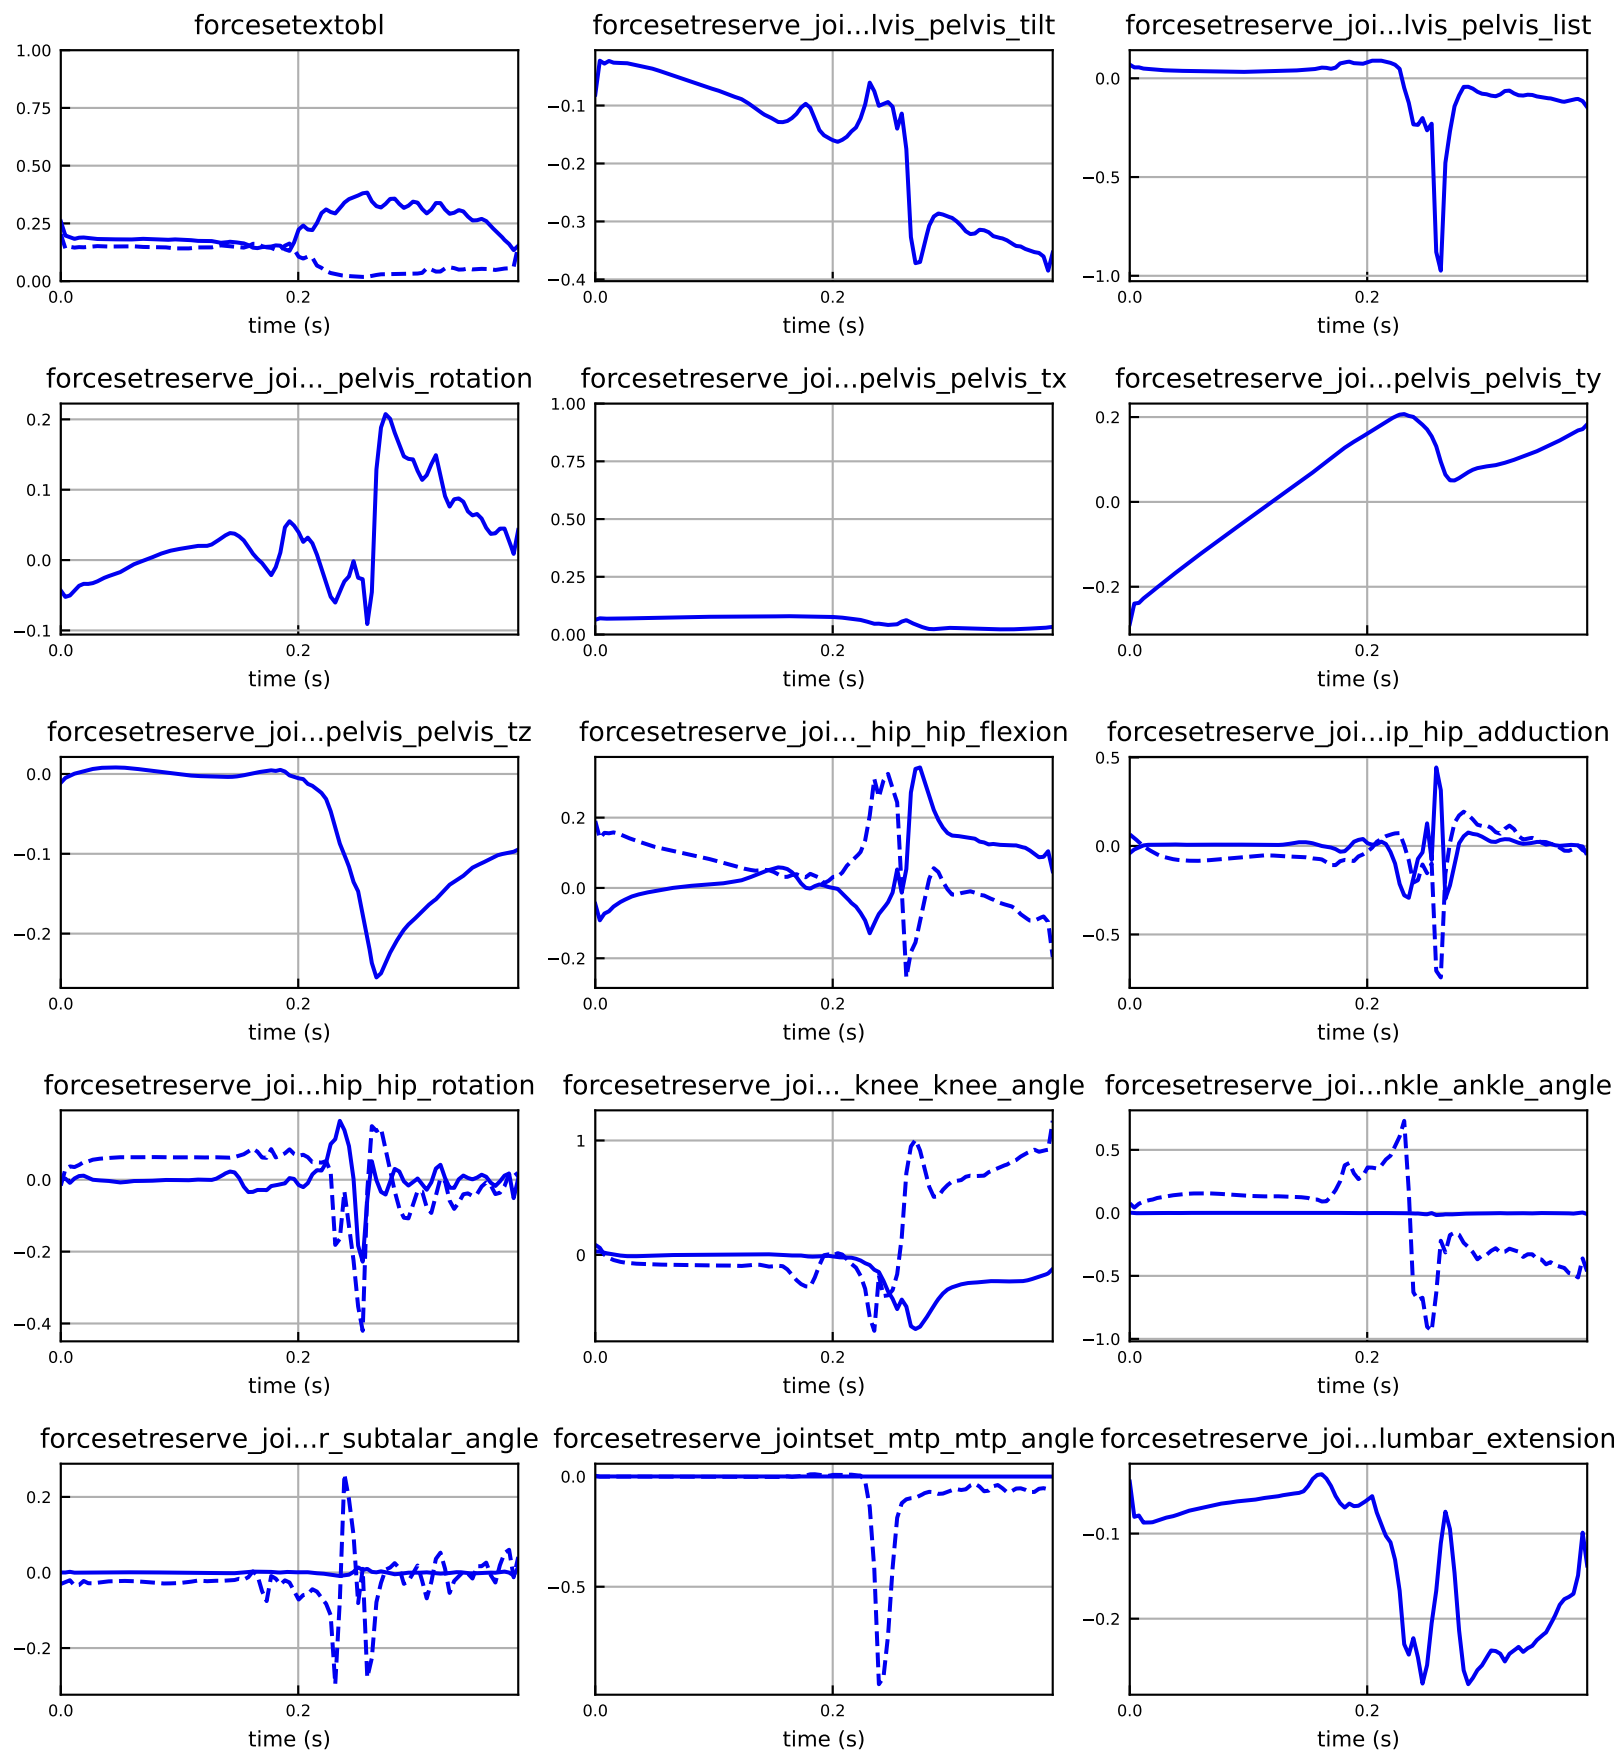 forcesetextobl
forcesetreserve_joi...lvis_pelvis_tilt
forcesetreserve_joi...lvis_pelvis_list
1.00
0.75
0.50
0.25
0.00
0.0
0.2
time (s)
−0.1
−0.2
−0.3
−0.4
0.0
0.2
time (s)
0.0
−0.5
−1.0
0.0
0.2
time (s)
forcesetreserve_joi..._pelvis_rotation
forcesetreserve_joi...pelvis_pelvis_tx
forcesetreserve_joi...pelvis_pelvis_ty
0.2
0.1
0.0
−0.1
0.0
0.2
time (s)
1.00
0.75
0.50
0.25
0.00
0.0
0.2
time (s)
0.2
0.0
−0.2
0.0
0.2
time (s)
forcesetreserve_joi...pelvis_pelvis_tz
forcesetreserve_joi..._hip_hip_flexion
forcesetreserve_joi...ip_hip_adduction
0.0
−0.1
−0.2
0.0
0.2
time (s)
0.2
0.0
−0.2
0.0
0.2
time (s)
0.5
0.0
−0.5
0.0
0.2
time (s)
forcesetreserve_joi...hip_hip_rotation
forcesetreserve_joi..._knee_knee_angle
forcesetreserve_joi...nkle_ankle_angle
0.0
−0.2
−0.4
0.0
0.2
time (s)
1
0
0.0
0.2
time (s)
0.5
0.0
−0.5
−1.0
0.0
0.2
time (s)
forcesetreserve_joi...r_subtalar_angle
forcesetreserve_jointset_mtp_mtp_angle
forcesetreserve_joi...lumbar_extension
0.2
0.0
−0.2
0.0
0.2
time (s)
0.0
−0.5
0.0
0.2
time (s)
−0.1
−0.2
0.0
0.2
time (s)